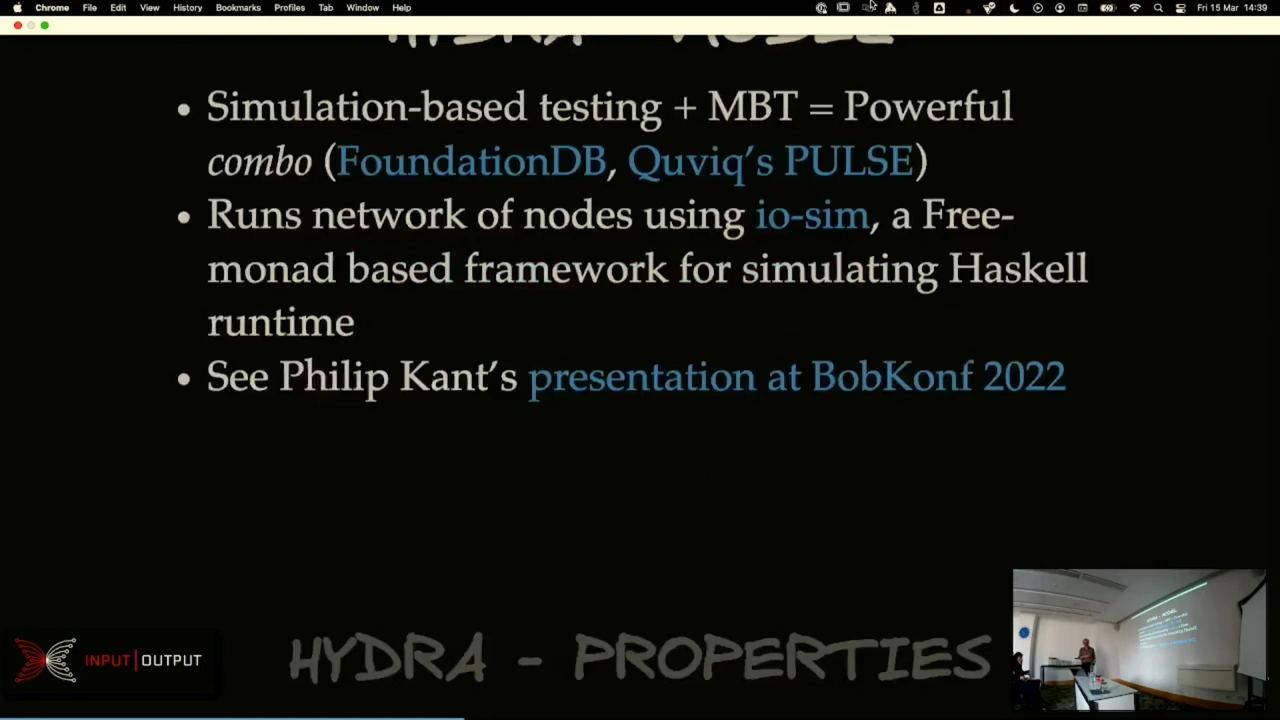 Chrome File Edit View History Bookmarks Profiles Tab Window Help Fri 15 Mar 14:39
HYDRA - MODEL
• Simulation-based testing + MBT = Powerful
combo (FoundationDB, Quviq's PULSE)
• Runs network of nodes using io-sim, a Free-
monad based framework for simulating Haskell
runtime
• See Philip Kant's presentation at BobKonf 2022
HYDRA - PROPERTIES
INPUT|OUTPUT